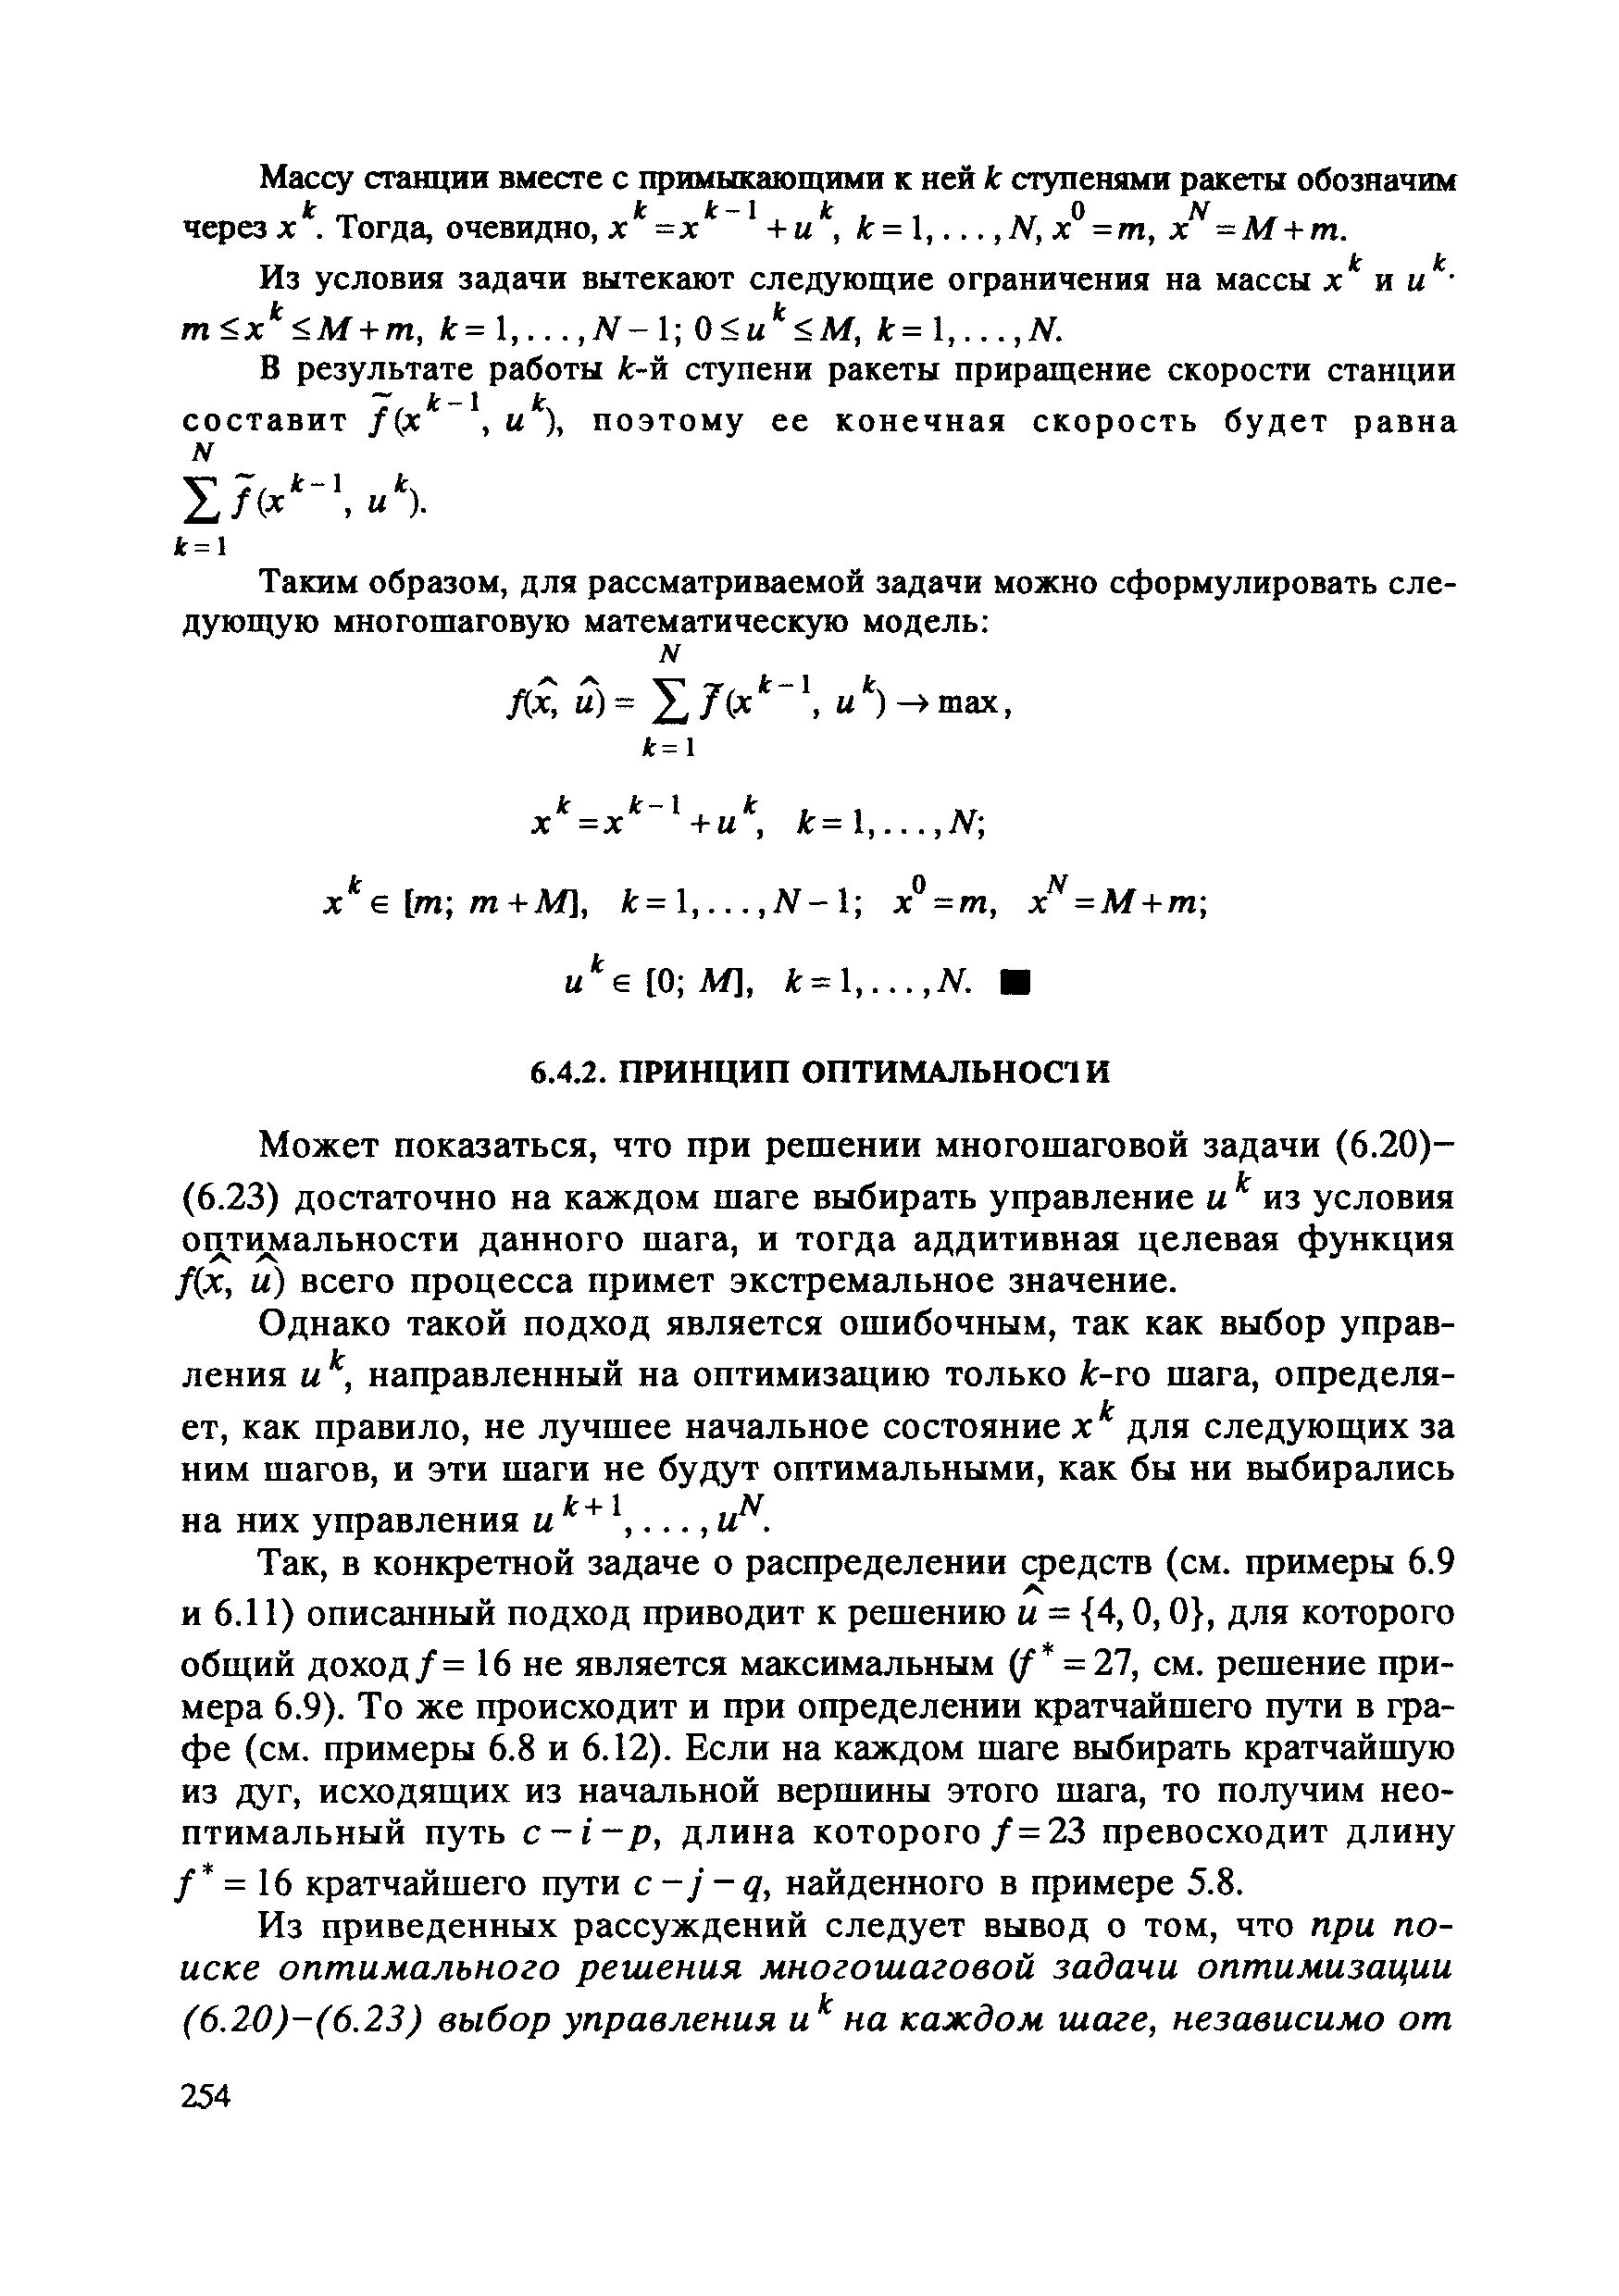 Массу станции вместе с примыкающими к ней k ступенями ракеты обозначим
через x^k. Тогда, очевидно, x^k = x^{k-1} + u^k, k = 1,...,N, x^0 = m, x^N = M + m.
Из условия задачи вытекают следующие ограничения на массы x^k и u^k.
m ≤ x^k ≤ M + m, k = 1,...,N − 1; 0 ≤ u^k ≤ M, k = 1,...,N.
В результате работы k-й ступени ракеты приращение скорости станции
составит f̃(x^{k-1}, u^k), поэтому ее конечная скорость будет равна
N
∑ f̃(x^{k-1}, u^k).
k = 1
Таким образом, для рассматриваемой задачи можно сформулировать сле-
дующую многошаговую математическую модель:
N
f(x̂, û) = ∑ f̃(x^{k-1}, u^k) → max,
k = 1
x^k = x^{k-1} + u^k, k = 1,...,N;
x^k ∈ [m; m + M], k = 1,...,N − 1; x^0 = m, x^N = M + m;
u^k ∈ [0; M], k = 1,...,N. ■
6.4.2. ПРИНЦИП ОПТИМАЛЬНОСТИ
Может показаться, что при решении многошаговой задачи (6.20)–
(6.23) достаточно на каждом шаге выбирать управление u^k из условия
оптимальности данного шага, и тогда аддитивная целевая функция
f(x̂, û) всего процесса примет экстремальное значение.
Однако такой подход является ошибочным, так как выбор управ-
ления u^k, направленный на оптимизацию только k-го шага, определя-
ет, как правило, не лучшее начальное состояние x^k для следующих за
ним шагов, и эти шаги не будут оптимальными, как бы ни выбирались
на них управления u^{k+1},...,u^N.
Так, в конкретной задаче о распределении средств (см. примеры 6.9
и 6.11) описанный подход приводит к решению û = {4, 0, 0}, для которого
общий доход f = 16 не является максимальным (f* = 27, см. решение при-
мера 6.9). То же происходит и при определении кратчайшего пути в гра-
фе (см. примеры 6.8 и 6.12). Если на каждом шаге выбирать кратчайшую
из дуг, исходящих из начальной вершины этого шага, то получим нео-
птимальный путь c − i − p, длина которого f = 23 превосходит длину
f* = 16 кратчайшего пути c − j − q, найденного в примере 5.8.
Из приведенных рассуждений следует вывод о том, что при по-
иске оптимального решения многошаговой задачи оптимизации
(6.20)–(6.23) выбор управления u^k на каждом шаге, независимо от
254